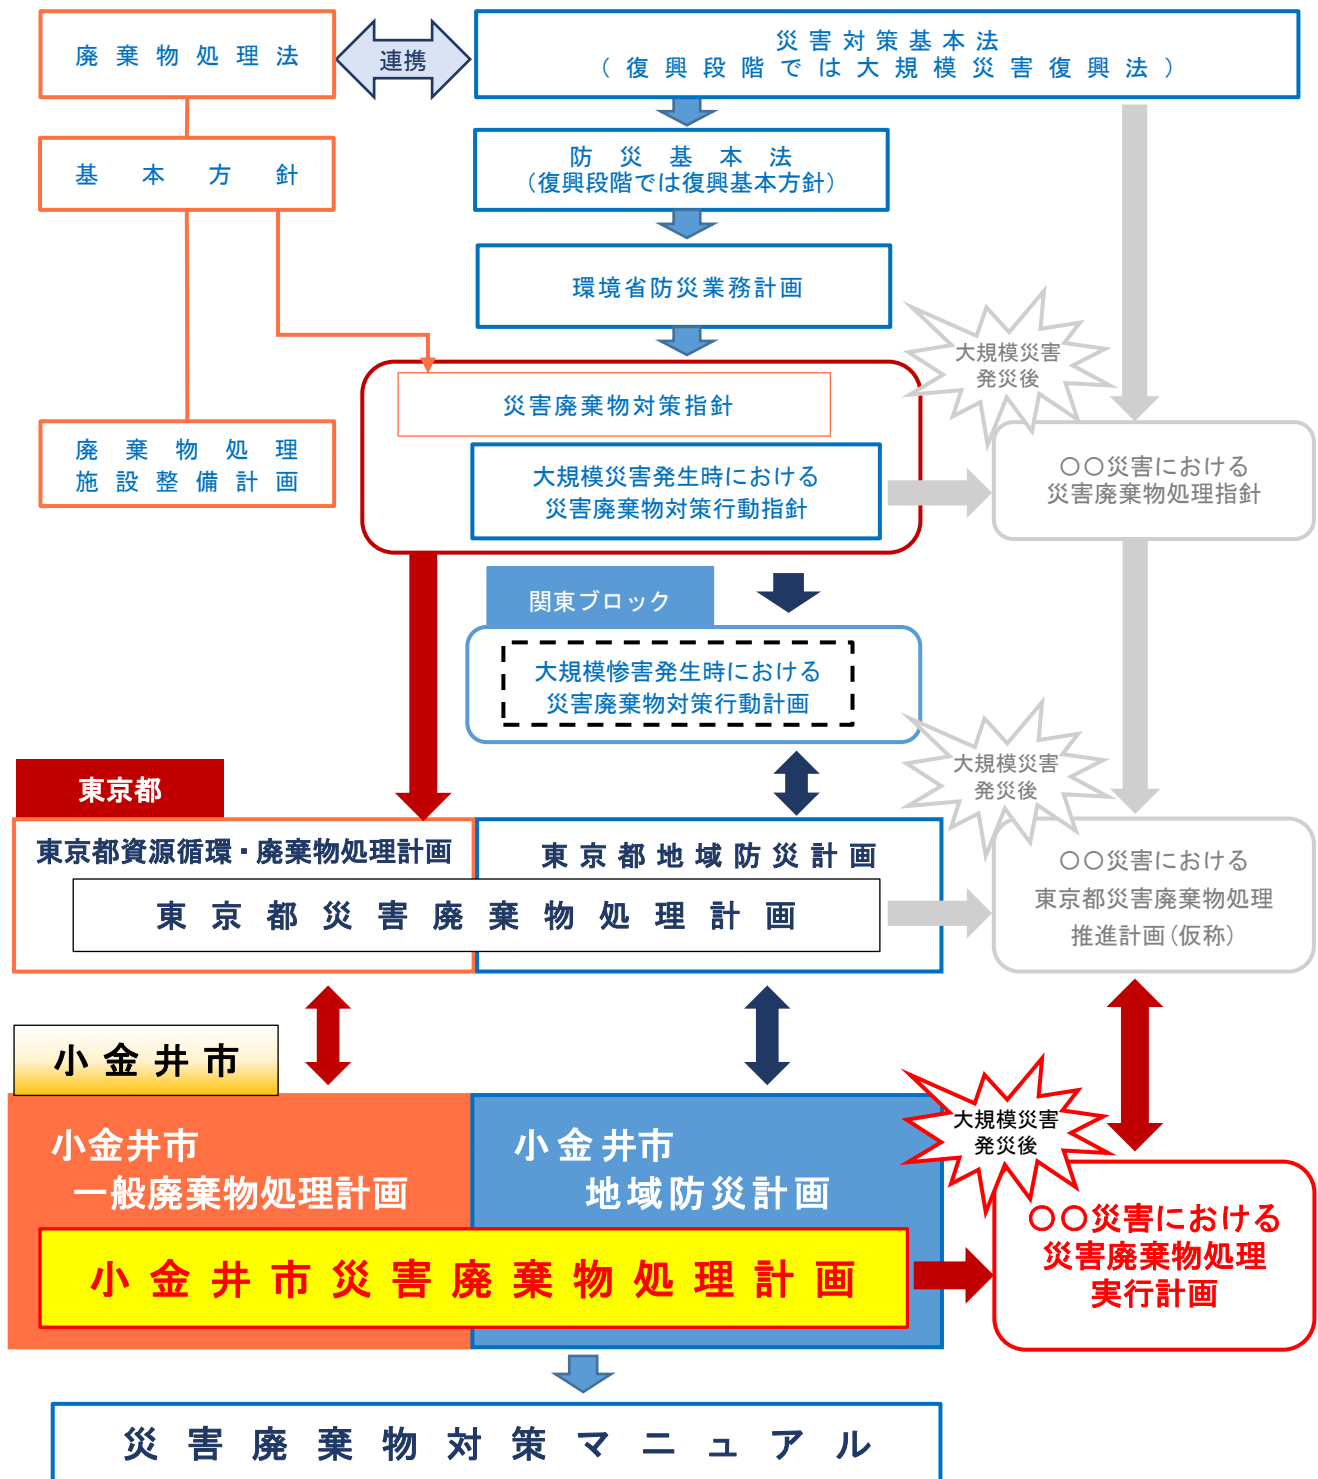 廃棄物処理法
連携
災害対策基本法
(復興段階では大規模災害復興法)
基本方針
防災基本法
(復興段階では復興基本方針)
環境省防災業務計画
大規模災害
発災後
災害廃棄物対策指針
廃棄物処理
施設整備計画
大規模災害発生時における
災害廃棄物対策行動指針
〇〇災害における
災害廃棄物処理指針
関東ブロック
大規模惨害発生時における
災害廃棄物対策行動計画
大規模災害
発災後
東京都
東京都資源循環・廃棄物処理計画
東京都地域防災計画
東京都災害廃棄物処理計画
〇〇災害における
東京都災害廃棄物処理
推進計画(仮称)
小金井市
小金井市
一般廃棄物処理計画
小金井市
地域防災計画
大規模災害
発災後
小金井市災害廃棄物処理計画
〇〇災害における
災害廃棄物処理
実行計画
災害廃棄物対策マニュアル